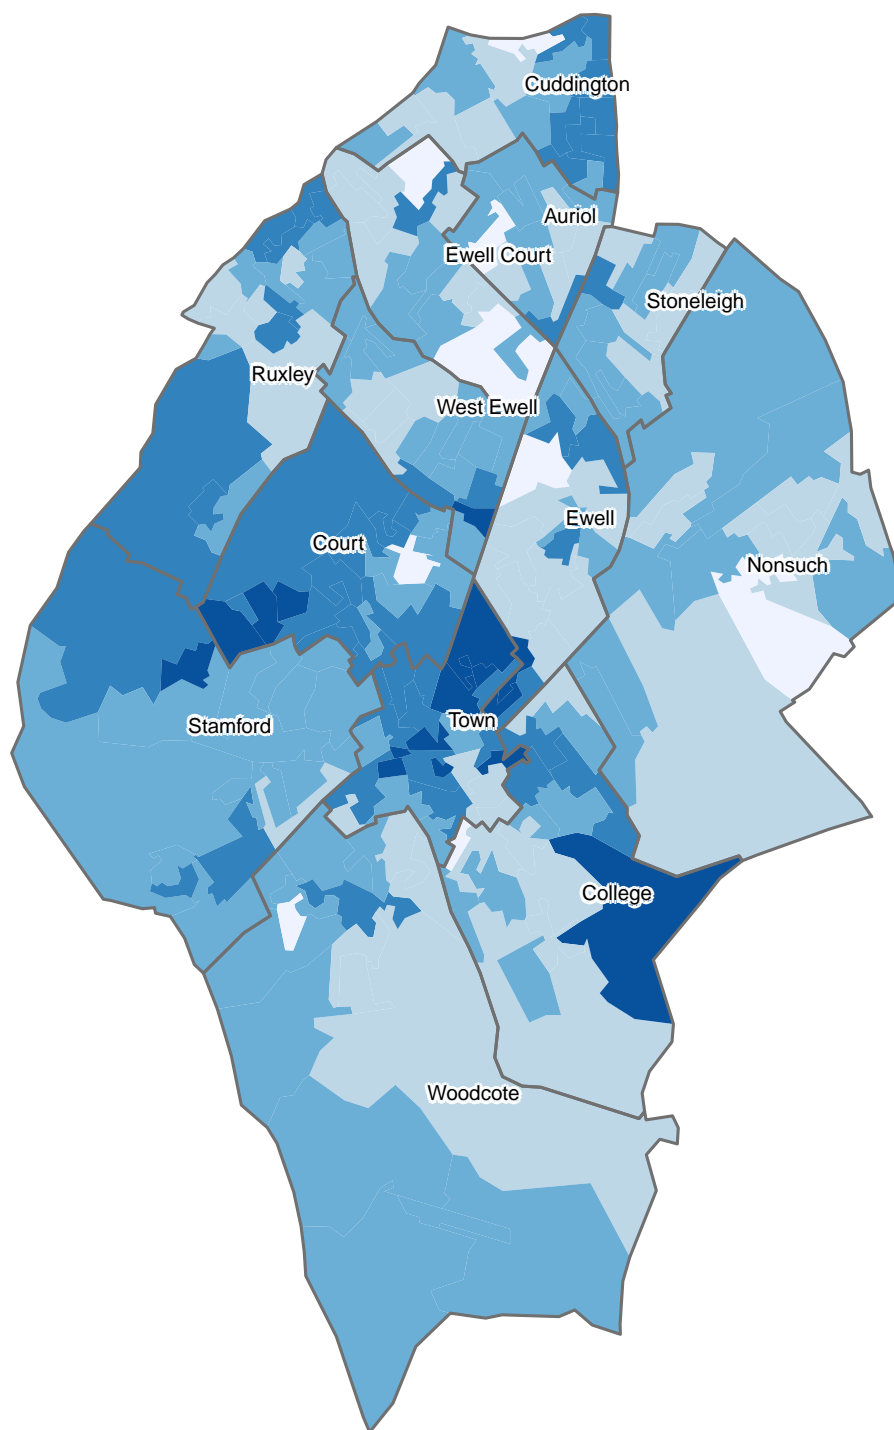 Cuddington
Auriol
Ewell Court
Stoneleigh
Ruxley
West Ewell
Ewell
Court
Nonsuch
Stamford
Town
College
Woodcote